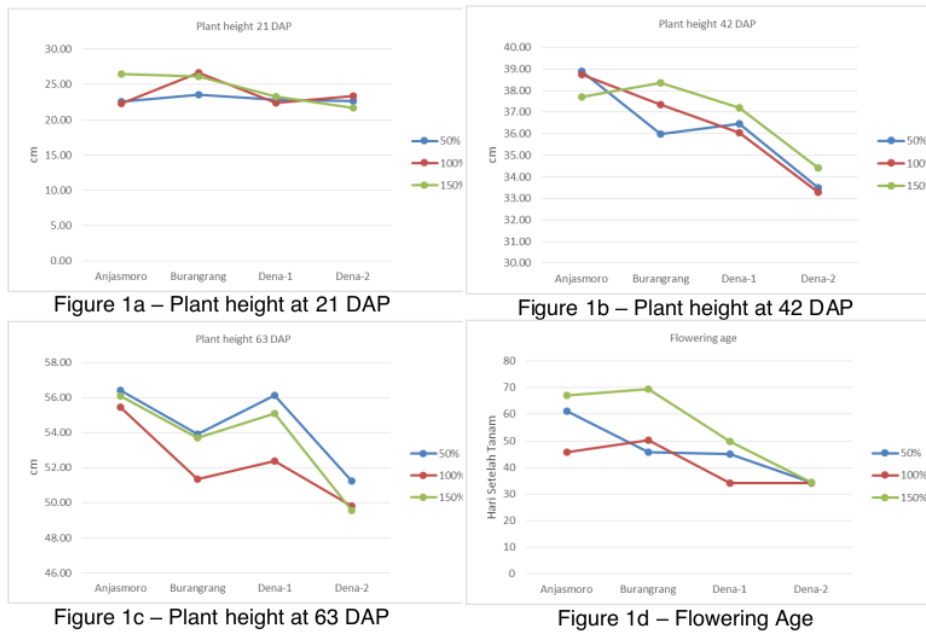 Plant height 21 DAP
30.00
25.00
20.00
15.00
10.00
5.00
0.00
cm
Anjasmoro Burangrang Dena-1 Dena-2
50%
100%
150%
Figure 1a – Plant height at 21 DAP
Plant height 42 DAP
40.00
39.00
38.00
37.00
36.00
35.00
34.00
33.00
32.00
31.00
30.00
cm
Anjasmoro Burangrang Dena-1 Dena-2
50%
100%
150%
Figure 1b – Plant height at 42 DAP
Plant height 63 DAP
58.00
56.00
54.00
52.00
50.00
48.00
46.00
cm
Anjasmoro Burangrang Dena-1 Dena-2
50%
100%
150%
Figure 1c – Plant height at 63 DAP
Flowering age
80
70
60
50
40
30
20
10
0
Hari Setelah Tanam
Anjasmoro Burangrang Dena-1 Dena-2
50%
100%
150%
Figure 1d – Flowering Age